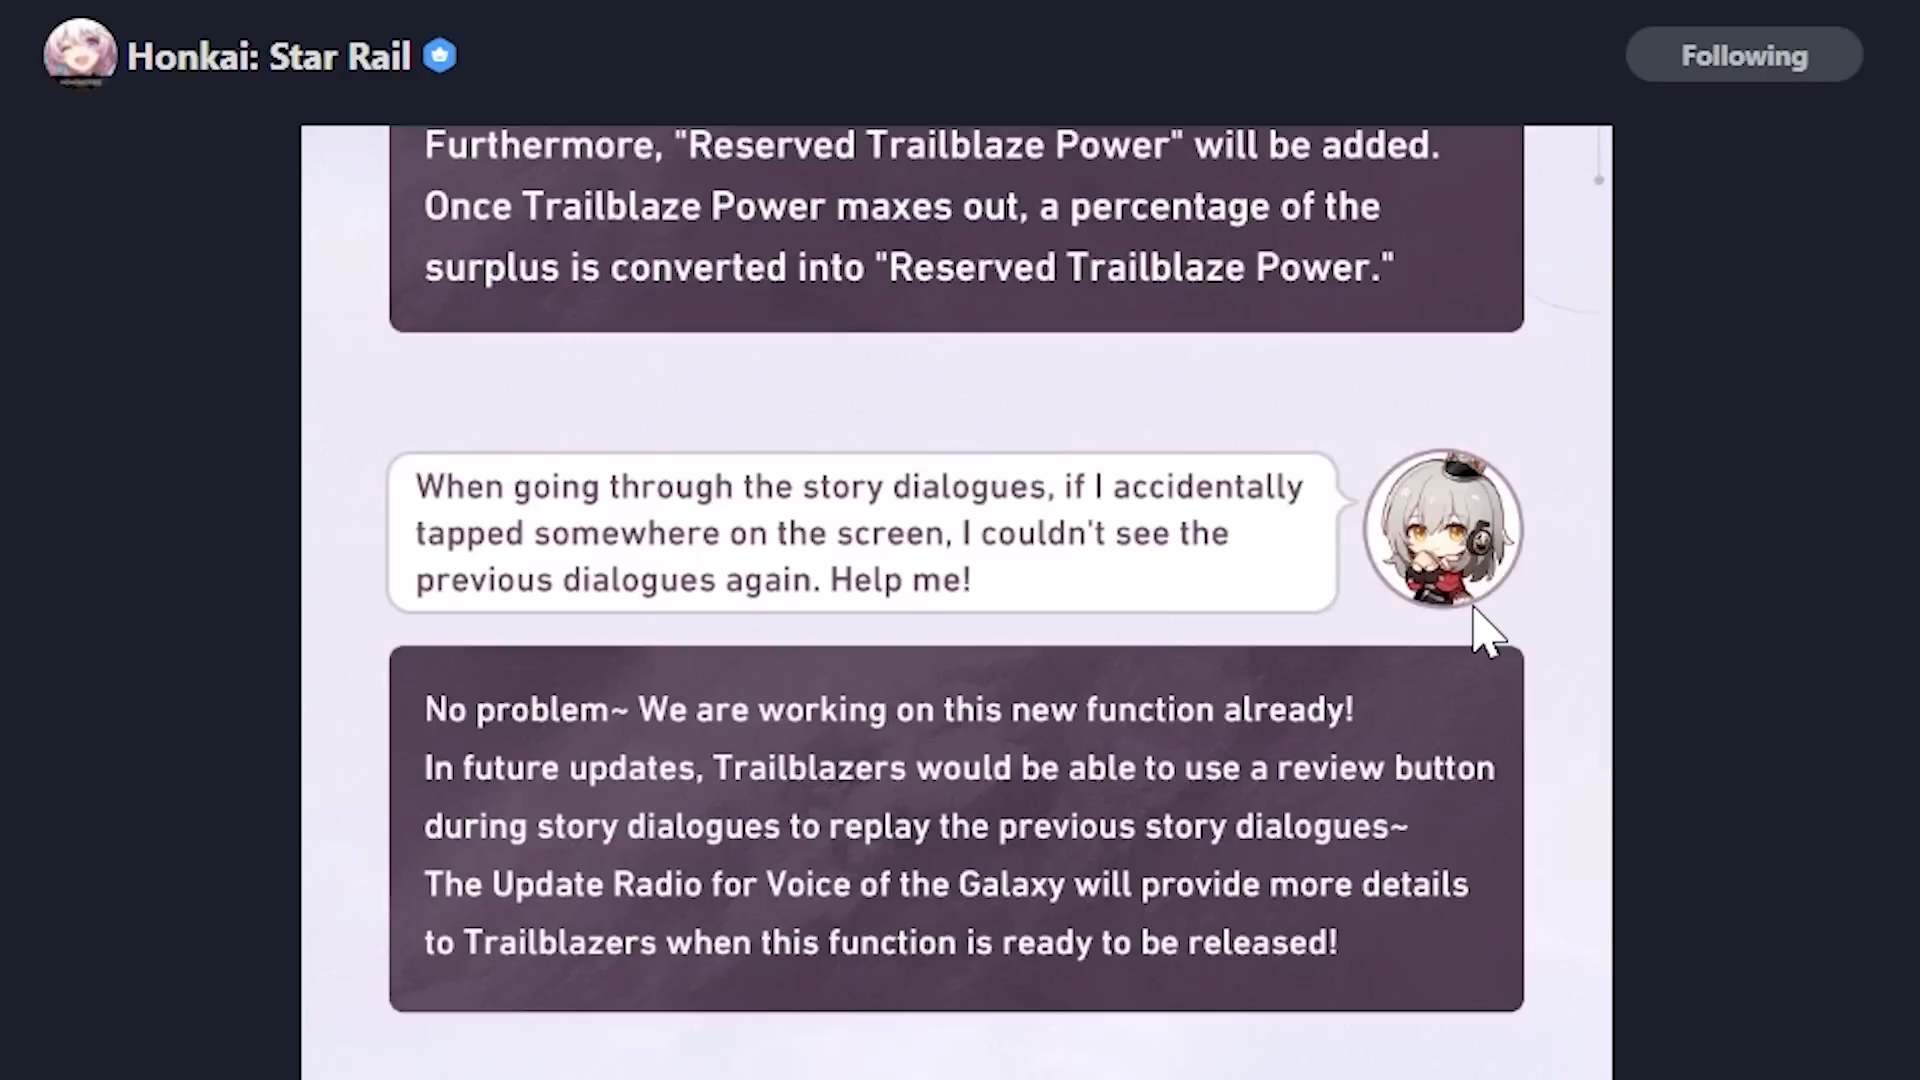 Honkai: Star Rail
Following
Furthermore, "Reserved Trailblaze Power" will be added.
Once Trailblaze Power maxes out, a percentage of the
surplus is converted into "Reserved Trailblaze Power."
When going through the story dialogues, if I accidentally
tapped somewhere on the screen, I couldn't see the
previous dialogues again. Help me!
No problem~ We are working on this new function already!
In future updates, Trailblazers would be able to use a review button
during story dialogues to replay the previous story dialogues~
The Update Radio for Voice of the Galaxy will provide more details
to Trailblazers when this function is ready to be released!